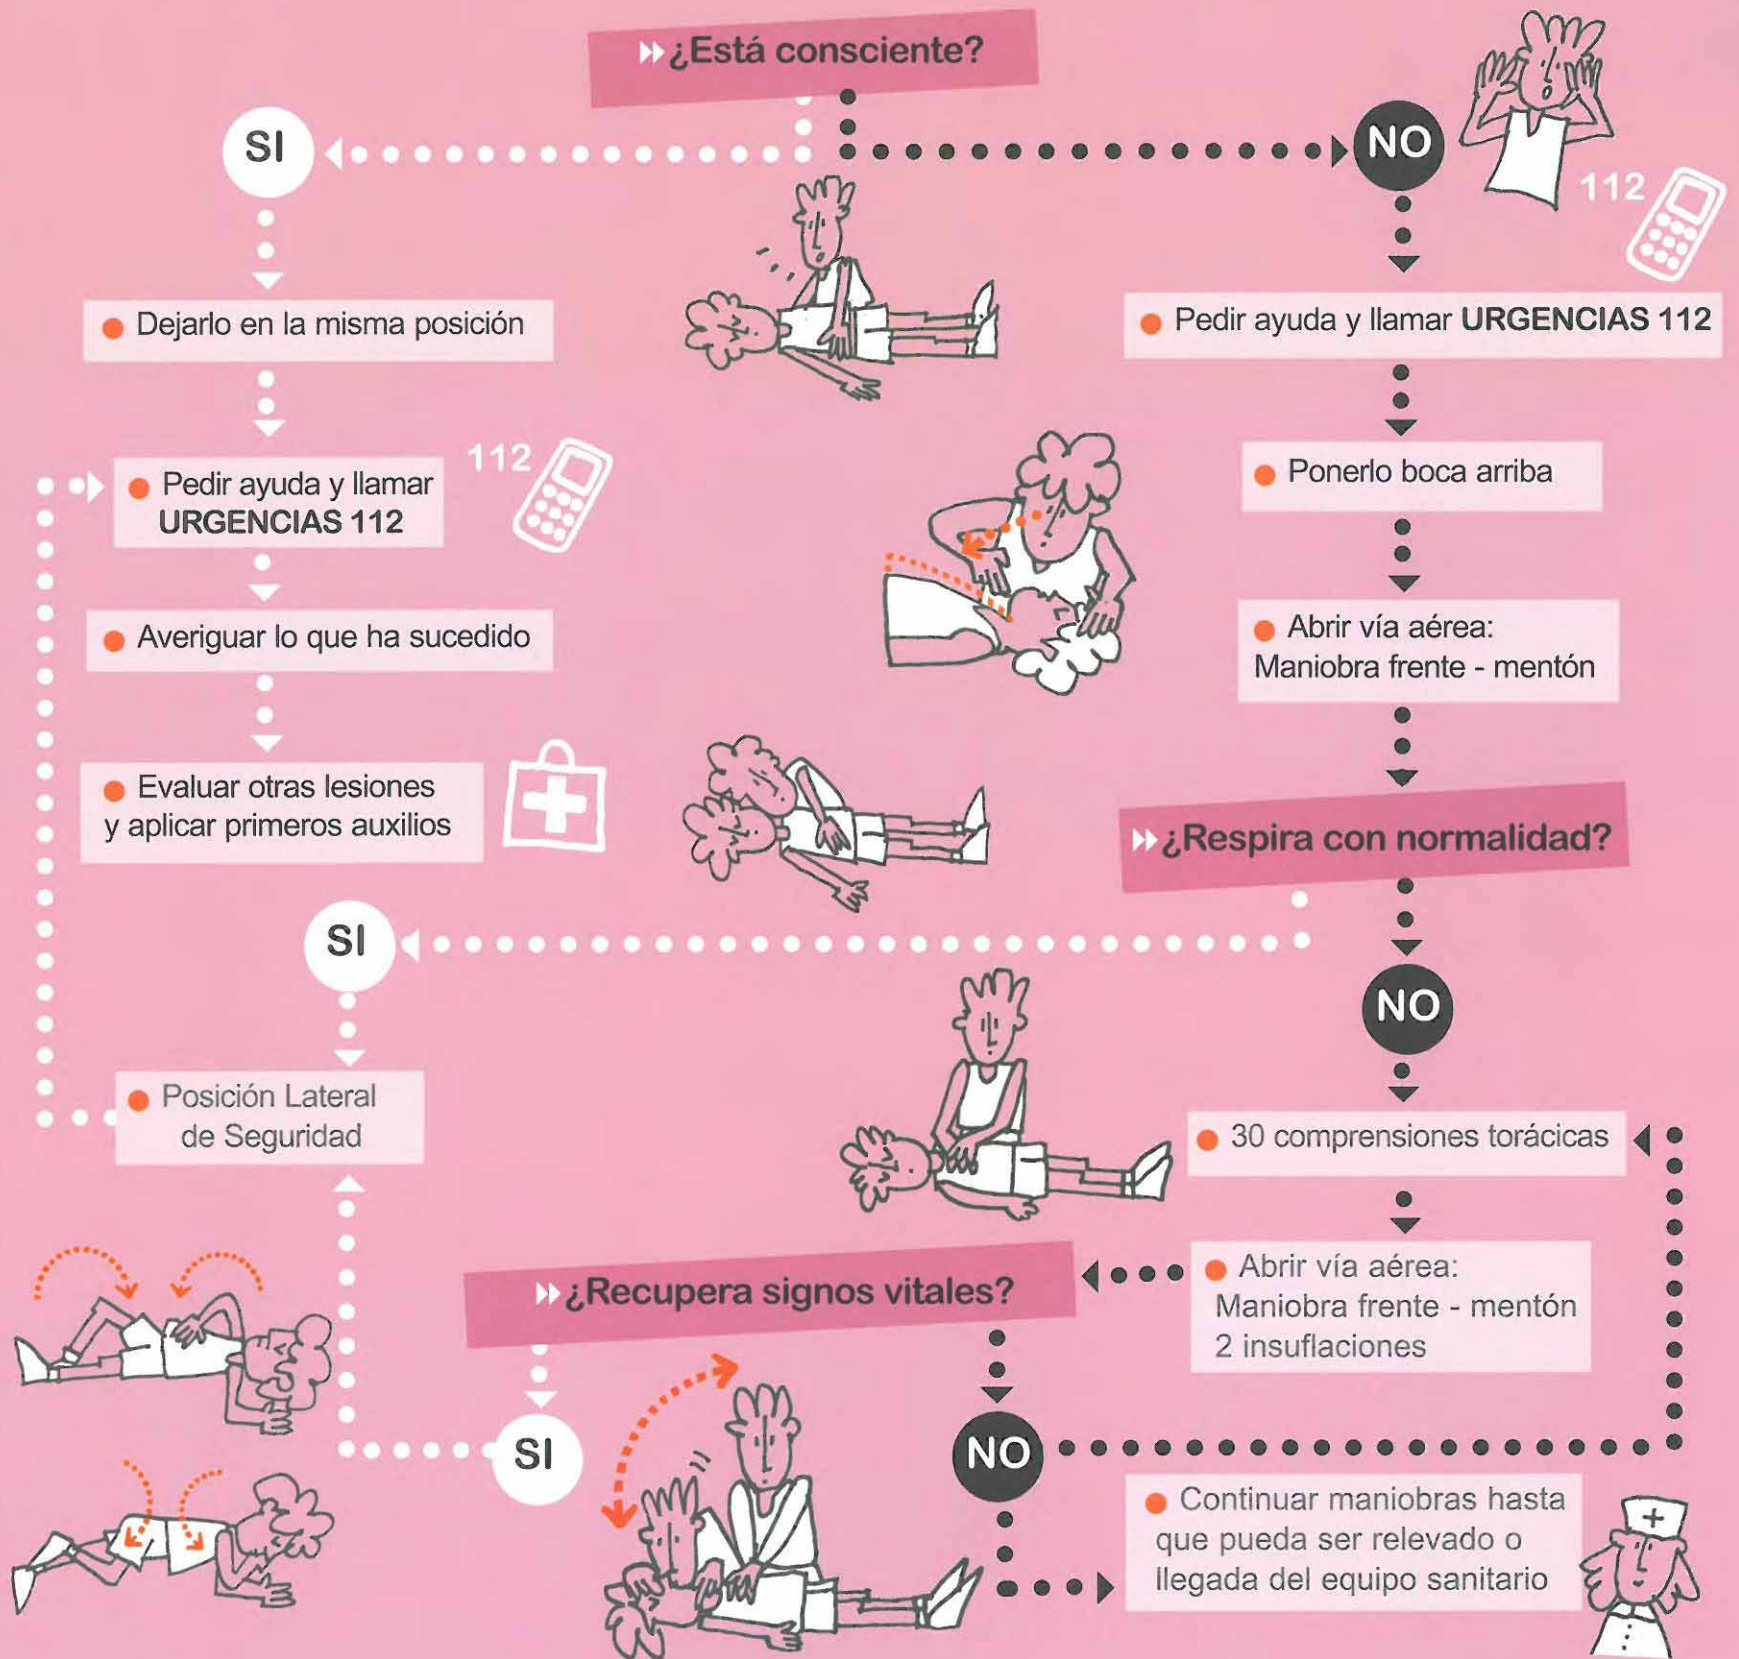 ¿Está consciente?
SI
NO
112
Dejarlo en la misma posición
Pedir ayuda y llamar URGENCIAS 112
Pedir ayuda y llamar
URGENCIAS 112
112
Ponerlo boca arriba
Averiguar lo que ha sucedido
Abrir vía aérea:
Maniobra frente - mentón
Evaluar otras lesiones
y aplicar primeros auxilios
¿Respira con normalidad?
SI
NO
Posición Lateral
de Seguridad
30 comprensiones torácicas
Abrir vía aérea:
Maniobra frente - mentón
2 insuflaciones
¿Recupera signos vitales?
SI
NO
Continuar maniobras hasta
que pueda ser relevado o
llegada del equipo sanitario